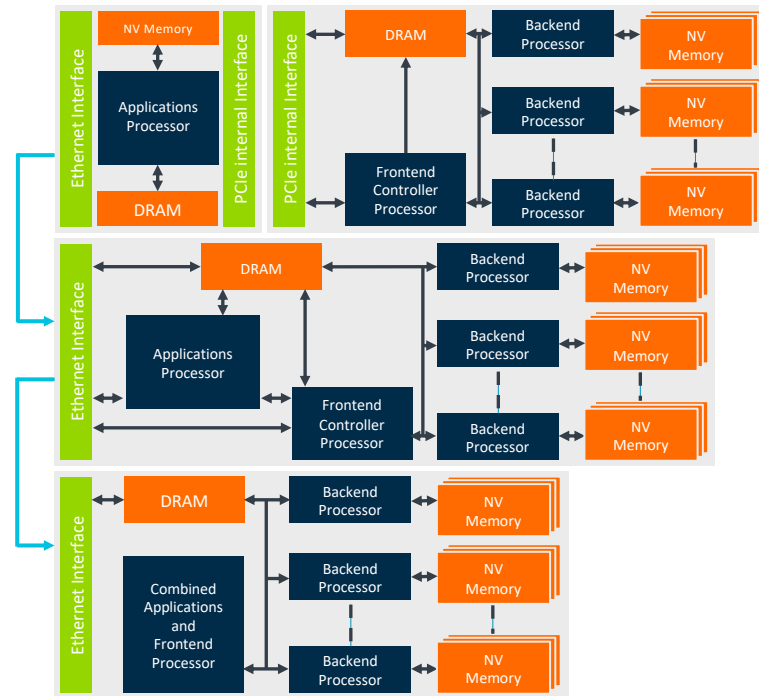 Ethernet Interface
NV Memory
Applications
Processor
DRAM
PCIe internal Interface
PCIe internal Interface
DRAM
Frontend
Controller
Processor
Backend
Processor
NV
Memory
Backend
Processor
NV
Memory
Backend
Processor
NV
Memory
Ethernet Interface
DRAM
Applications
Processor
Frontend
Controller
Processor
Backend
Processor
NV
Memory
Backend
Processor
NV
Memory
Backend
Processor
NV
Memory
Ethernet Interface
DRAM
Combined
Applications
and
Frontend
Processor
Backend
Processor
NV
Memory
Backend
Processor
NV
Memory
Backend
Processor
NV
Memory